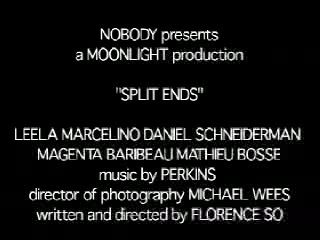 NOBODY presents
a MOONLIGHT production
"SPLIT ENDS"
LEELA MARCELINO DANIEL SCHNEIDERMAN
MAGENTA BARIBEAU MATHIEU BOSSE
music by PERKINS
director of photography MICHAEL WEES
written and directed by FLORENCE SO